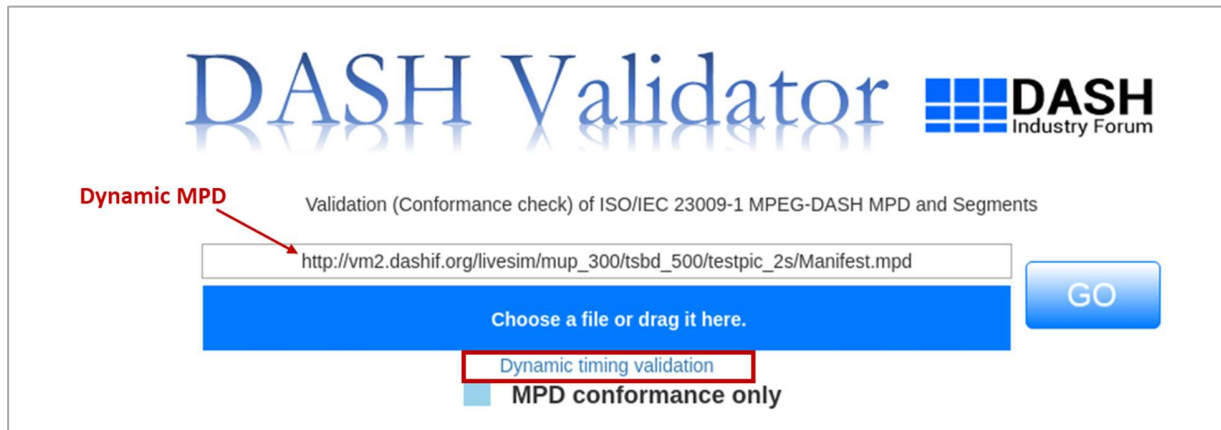 DASH Validator
DASH
Industry Forum
Dynamic MPD
Validation (Conformance check) of ISO/IEC 23009-1 MPEG-DASH MPD and Segments
http://vm2.dashif.org/livesim/mup_300/tsbd_500/testpic_2s/Manifest.mpd
GO
Choose a file or drag it here.
Dynamic timing validation
MPD conformance only